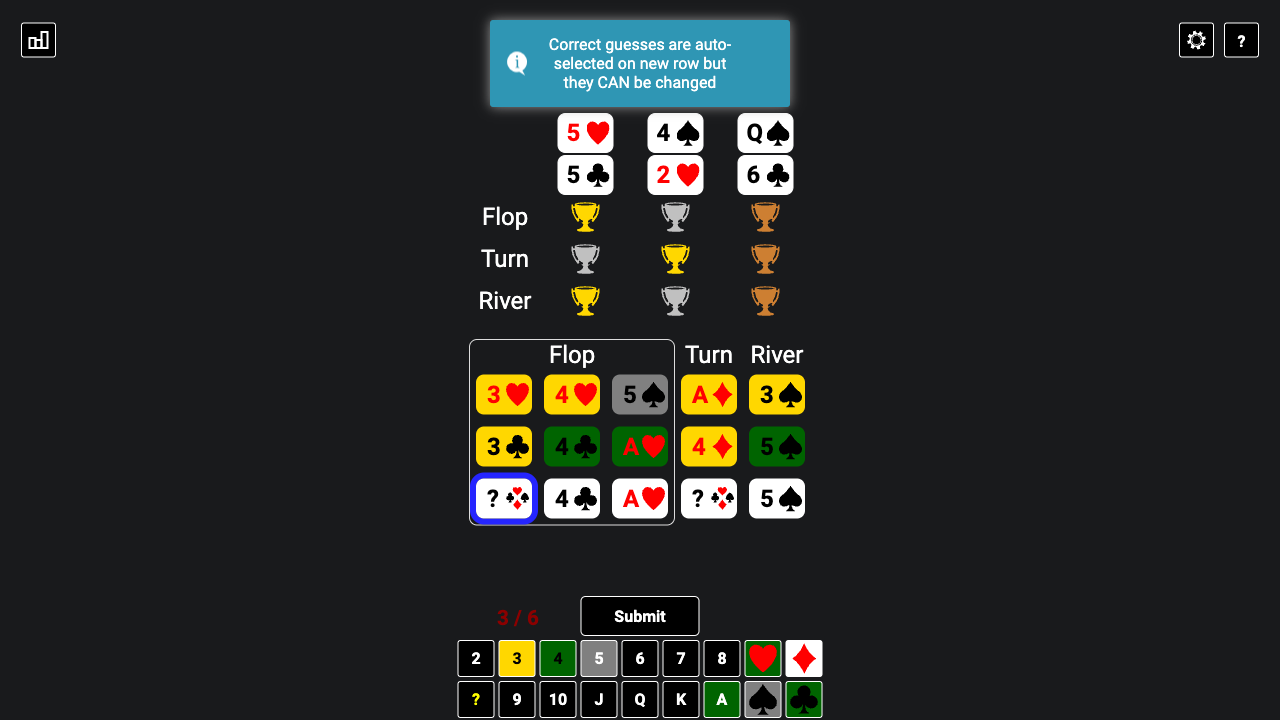 Correct guesses are auto-
selected on new row but
they CAN be changed
?
5 4 Q
5 2 6
Flop
Turn
River
Flop Turn River
3 4 5 A 3
3 4 A 4 5
? 4 A ? 5
3 / 6 Submit
2 3 4 5 6 7 8
? 9 10 J Q K A